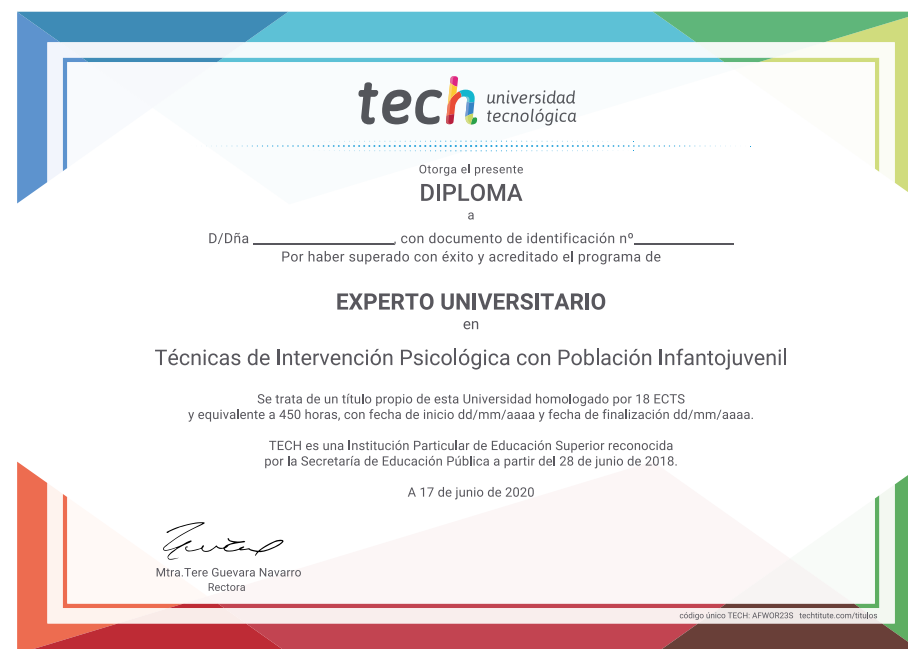 tech universidad
tecnológica
Otorga el presente
DIPLOMA
a
D/Dña ____________, con documento de identificación nº____________
Por haber superado con éxito y acreditado el programa de
EXPERTO UNIVERSITARIO
en
Técnicas de Intervención Psicológica con Población Infantojuvenil
Se trata de un título propio de esta Universidad homologado por 18 ECTS
y equivalente a 450 horas, con fecha de inicio dd/mm/aaaa y fecha de finalización dd/mm/aaaa.
TECH es una Institución Particular de Educación Superior reconocida
por la Secretaría de Educación Pública a partir del 28 de junio de 2018.
A 17 de junio de 2020
Mtra.Tere Guevara Navarro
Rectora
código único TECH: AFWOR23S techtitute.com/titulos